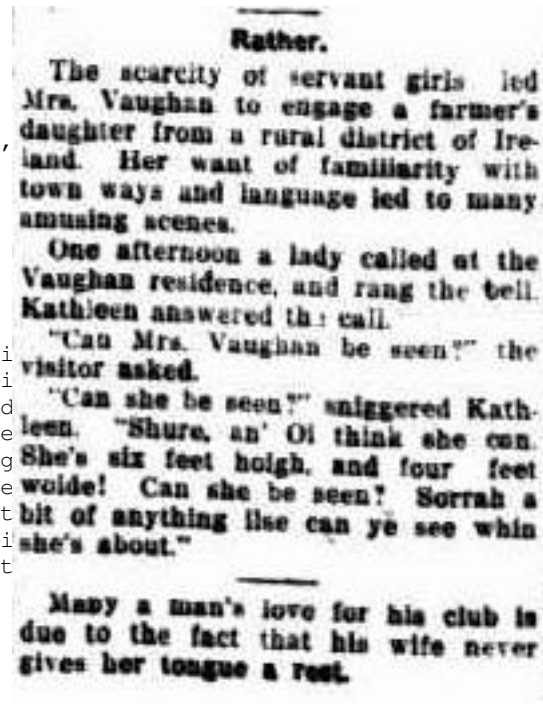 Rather.
The scarcity of servant girls led
Mrs. Vaughan to engage a farmer's
daughter from a rural district of Ire-
land. Her want of familiarity with
town ways and language led to many
amusing scenes.
One afternoon a lady called at the
Vaughan residence, and rang the bell.
Kathleen answered the call.
"Can Mrs. Vaughan be seen?" the
visitor asked.
"Can she be seen?" sniggered Kath-
leen. "Shure, an' Oi think she can.
She's six feet hoigh, and four feet
woide! Can she be seen? Sorrah a
bit of anything ilse can ye see whin
she's about."
Many a man's love for his club is
due to the fact that his wife never
gives her tongue a rest.
,
i
i
d
e
g
e
t
i
t